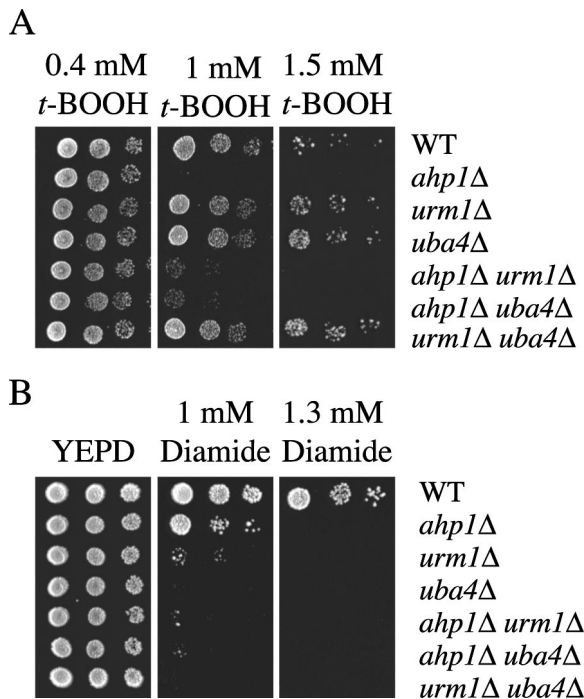 A
0.4 mM
t-BOOH
1 mM
t-BOOH
1.5 mM
t-BOOH
WT
ahp1Δ
urm1Δ
uba4Δ
ahp1Δ urm1Δ
ahp1Δ uba4Δ
urm1Δ uba4Δ
B
YEPD
1 mM
Diamide
1.3 mM
Diamide
WT
ahp1Δ
urm1Δ
uba4Δ
ahp1Δ urm1Δ
ahp1Δ uba4Δ
urm1Δ uba4Δ